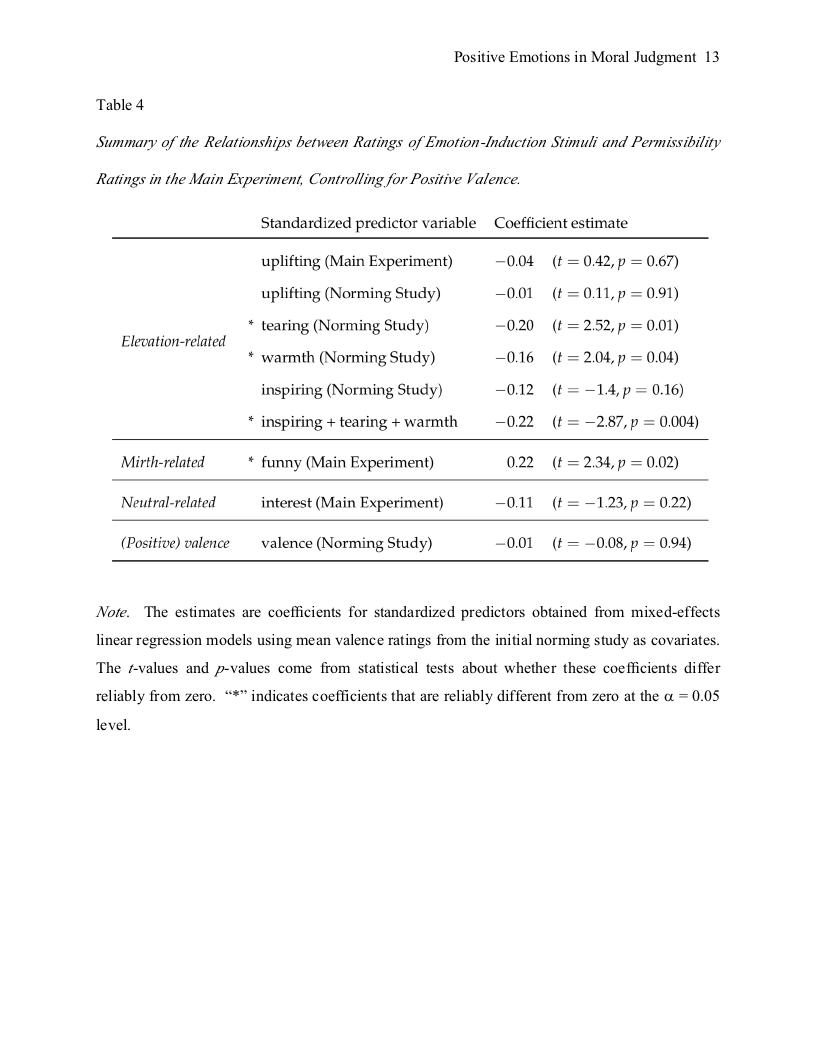 Positive Emotions in Moral Judgment 13
Table 4
Summary of the Relationships between Ratings of Emotion-Induction Stimuli and Permissibility
Ratings in the Main Experiment, Controlling for Positive Valence.
Standardized predictor variable Coefficient estimate
uplifting (Main Experiment) −0.04 (t = 0.42, p = 0.67)
uplifting (Norming Study) −0.01 (t = 0.11, p = 0.91)
* tearing (Norming Study) −0.20 (t = 2.52, p = 0.01)
Elevation-related
* warmth (Norming Study) −0.16 (t = 2.04, p = 0.04)
inspiring (Norming Study) −0.12 (t = −1.4, p = 0.16)
* inspiring + tearing + warmth −0.22 (t = −2.87, p = 0.004)
Mirth-related * funny (Main Experiment) 0.22 (t = 2.34, p = 0.02)
Neutral-related interest (Main Experiment) −0.11 (t = −1.23, p = 0.22)
(Positive) valence valence (Norming Study) −0.01 (t = −0.08, p = 0.94)
Note. The estimates are coefficients for standardized predictors obtained from mixed-effects
linear regression models using mean valence ratings from the initial norming study as covariates.
The t-values and p-values come from statistical tests about whether these coefficients differ
reliably from zero. “*” indicates coefficients that are reliably different from zero at the α = 0.05
level.